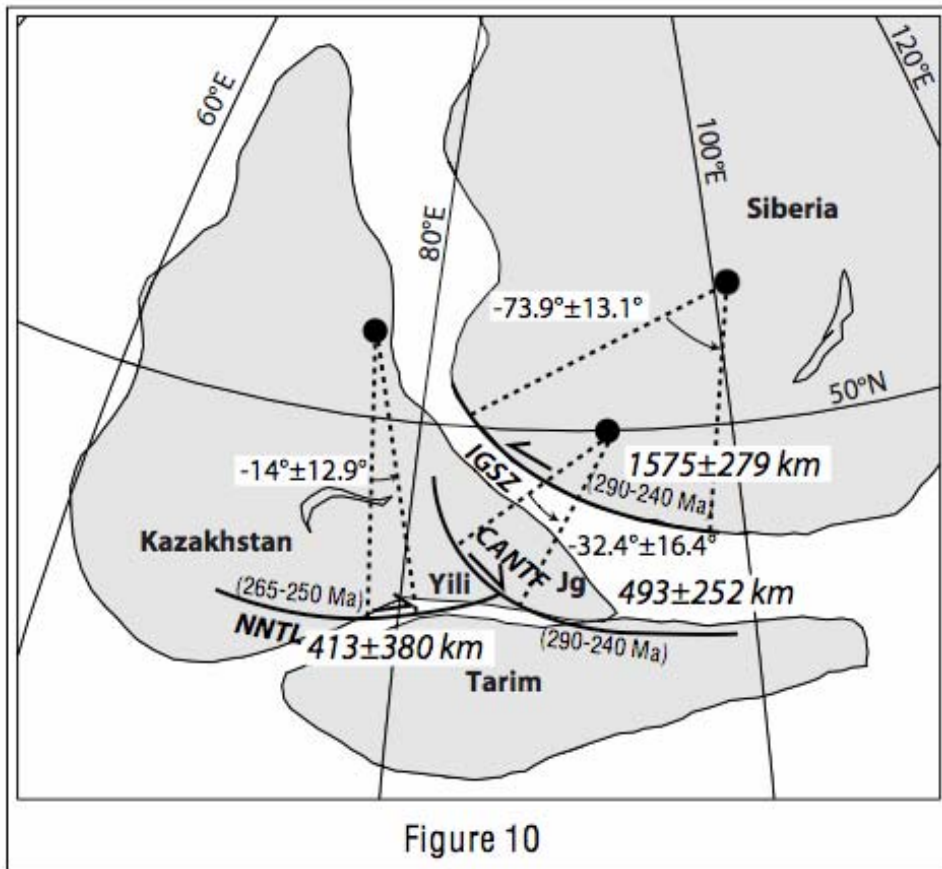 60°E
120°E
100°E
Siberia
80°E
-73.9°±13.1°
50°N
IGSZ
1575±279 km
(290-240 Ma)
-14°±12.9°
-32.4°±16.4°
Kazakhstan
CANTF
Yili
Jg
493±252 km
(265-250 Ma)
NNTL
413±380 km
(290-240 Ma)
Tarim
Figure 10